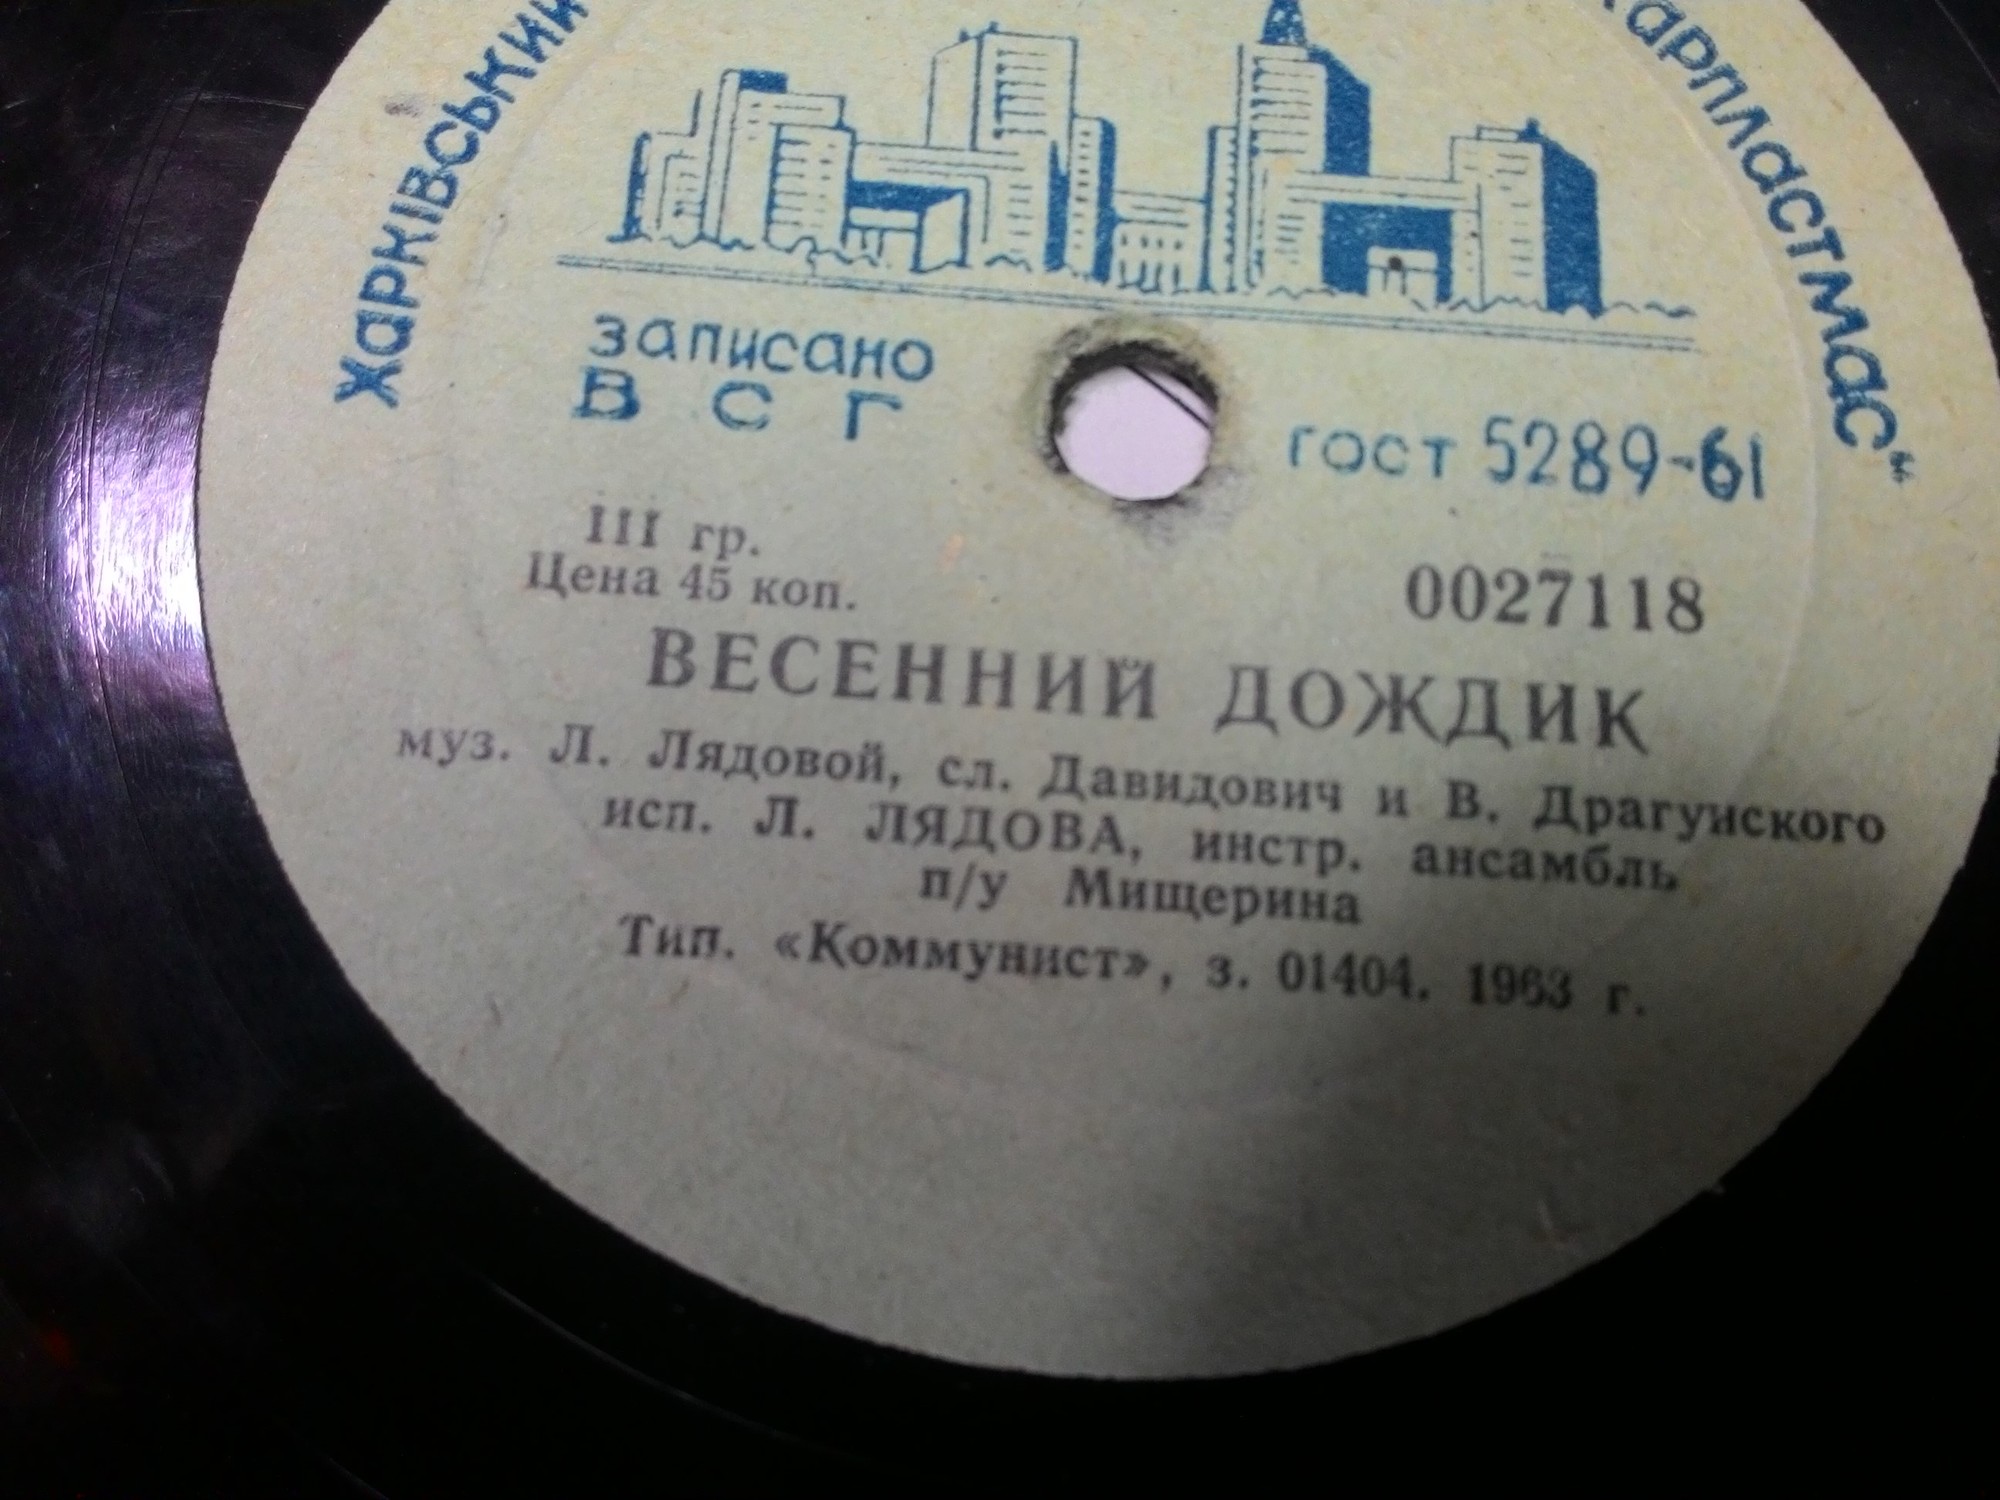 Харківський
Харпластмас"
записано
ВСГ
гост 5289-61
III гр.
Цена 45 коп.
0027118
ВЕСЕННИЙ ДОЖДИК
муз. Л. Лядовой, сл. Давидович и В. Драгунского
исп. Л. ЛЯДОВА, инстр. ансамбль
п/у Мищерина
Тип. «Коммунист», з. 01404. 1963 г.